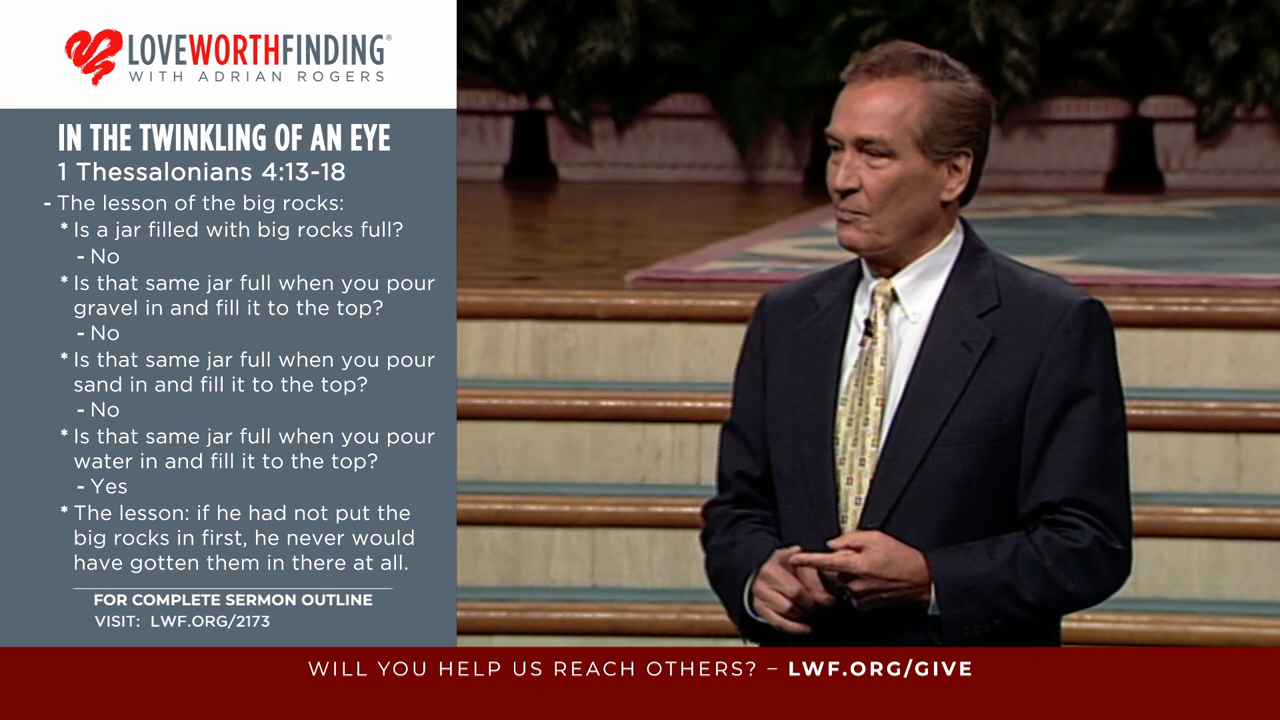 LOVEWORTHFINDING®
WITH ADRIAN ROGERS
IN THE TWINKLING OF AN EYE
1 Thessalonians 4:13-18
- The lesson of the big rocks:
* Is a jar filled with big rocks full?
- No
* Is that same jar full when you pour
gravel in and fill it to the top?
- No
* Is that same jar full when you pour
sand in and fill it to the top?
- No
* Is that same jar full when you pour
water in and fill it to the top?
- Yes
* The lesson: if he had not put the
big rocks in first, he never would
have gotten them in there at all.
FOR COMPLETE SERMON OUTLINE
VISIT: LWF.ORG/2173
WILL YOU HELP US REACH OTHERS? – LWF.ORG/GIVE